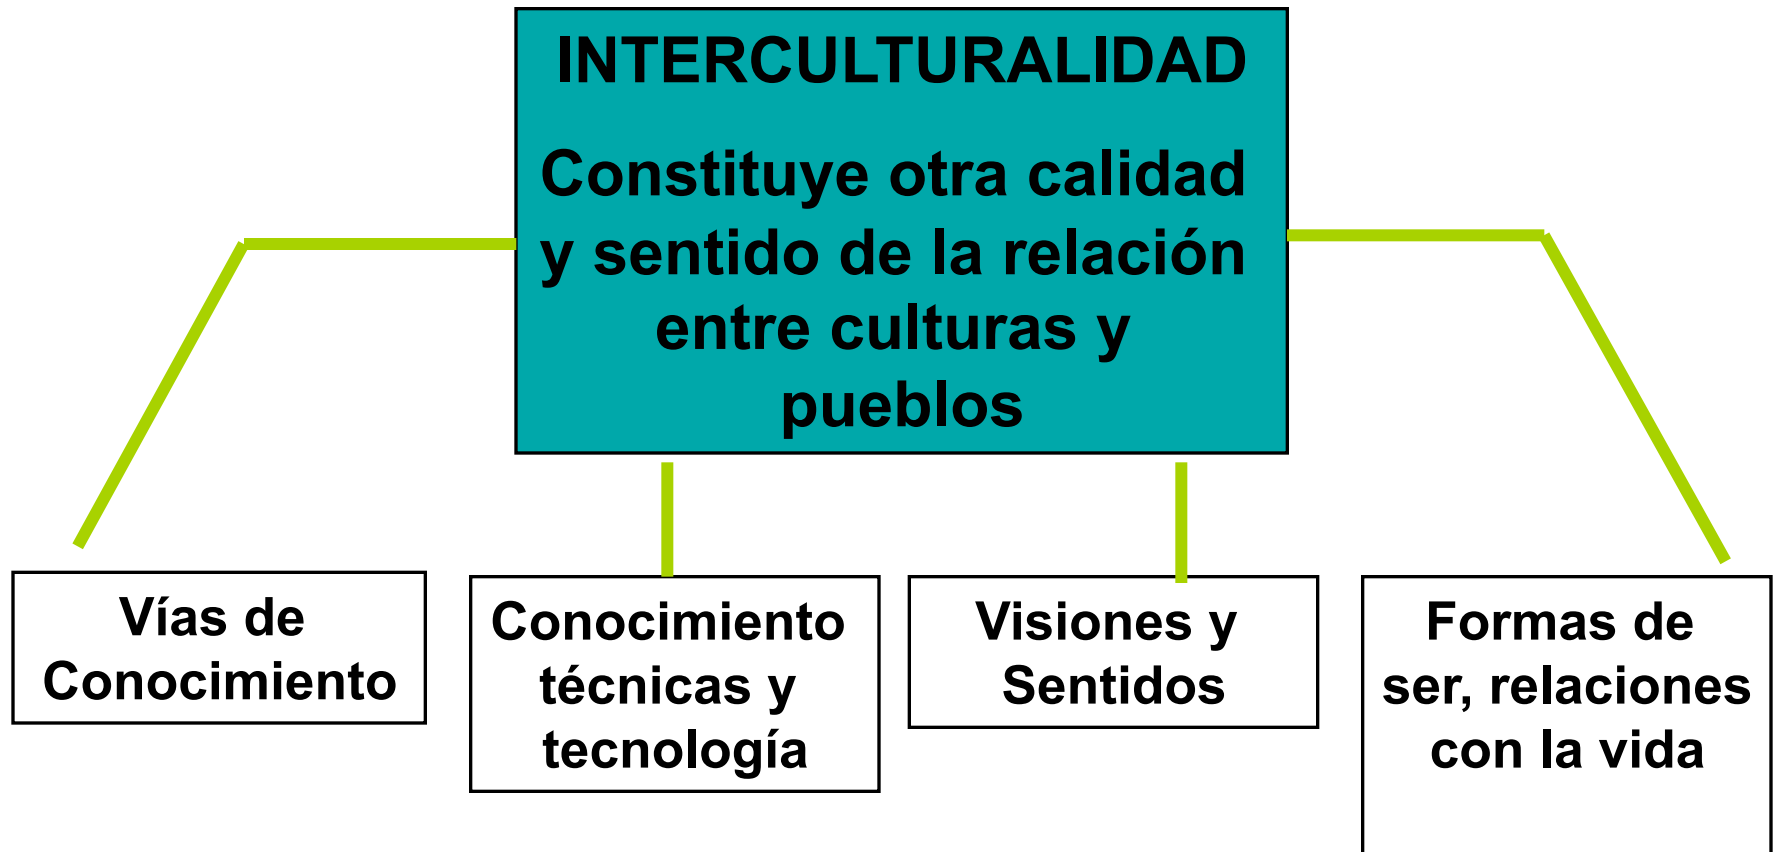 INTERCULTURALIDAD
Constituye otra calidad
y sentido de la relación
entre culturas y
pueblos
Vías de
Conocimiento
Conocimiento
técnicas y
tecnología
Visiones y
Sentidos
Formas de
ser, relaciones
con la vida